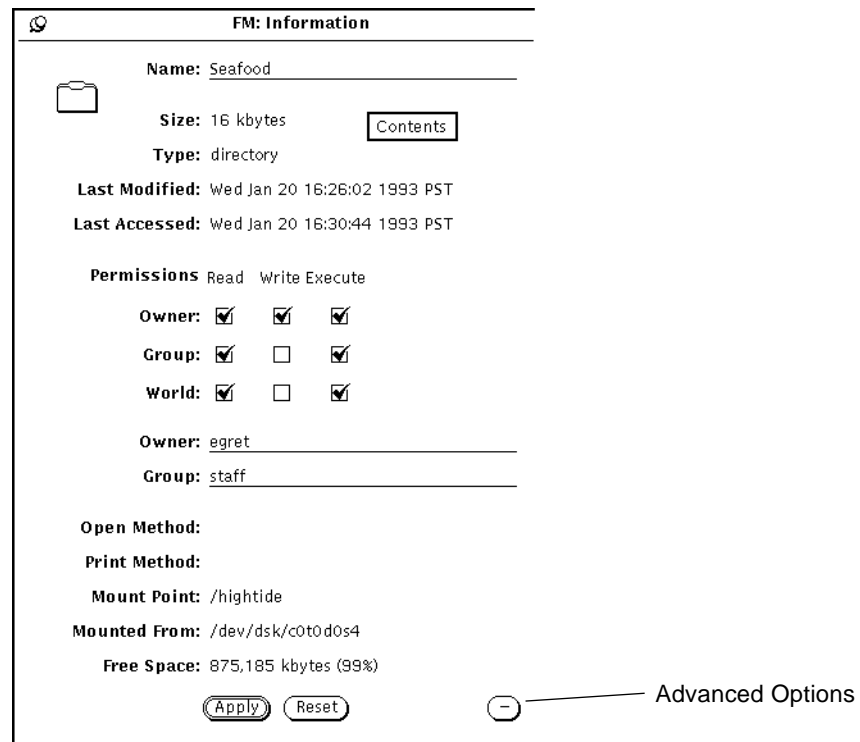 FM: Information
Name: Seafood
Size: 16 kbytes
Contents
Type: directory
Last Modified: Wed Jan 20 16:26:02 1993 PST
Last Accessed: Wed Jan 20 16:30:44 1993 PST
Permissions Read Write Execute
Owner:
Group:
World:
Owner: egret
Group: staff
Open Method:
Print Method:
Mount Point: /hightide
Mounted From: /dev/dsk/c0t0d0s4
Free Space: 875,185 kbytes (99%)
Apply Reset − Advanced Options